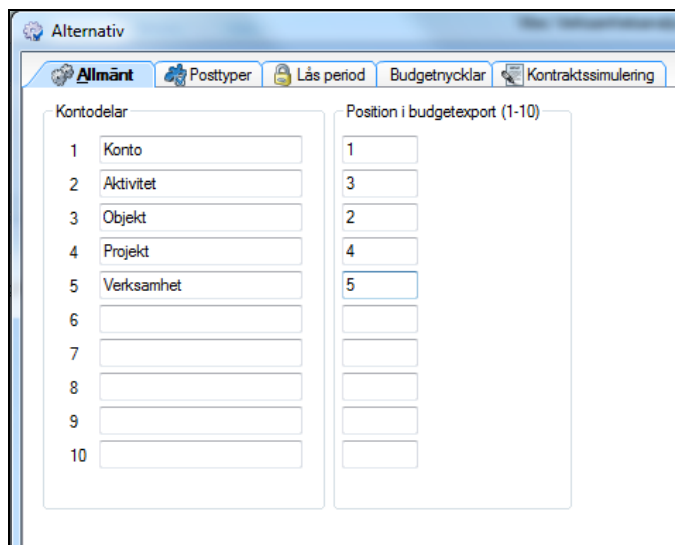 Alternativ
Allmänt Posttyper Lås period Budgetnycklar Kontraktssimulering
Kontodelar Position i budgetexport (1-10)
1 Konto 1
2 Aktivitet 3
3 Objekt 2
4 Projekt 4
5 Verksamhet 5
6
7
8
9
10